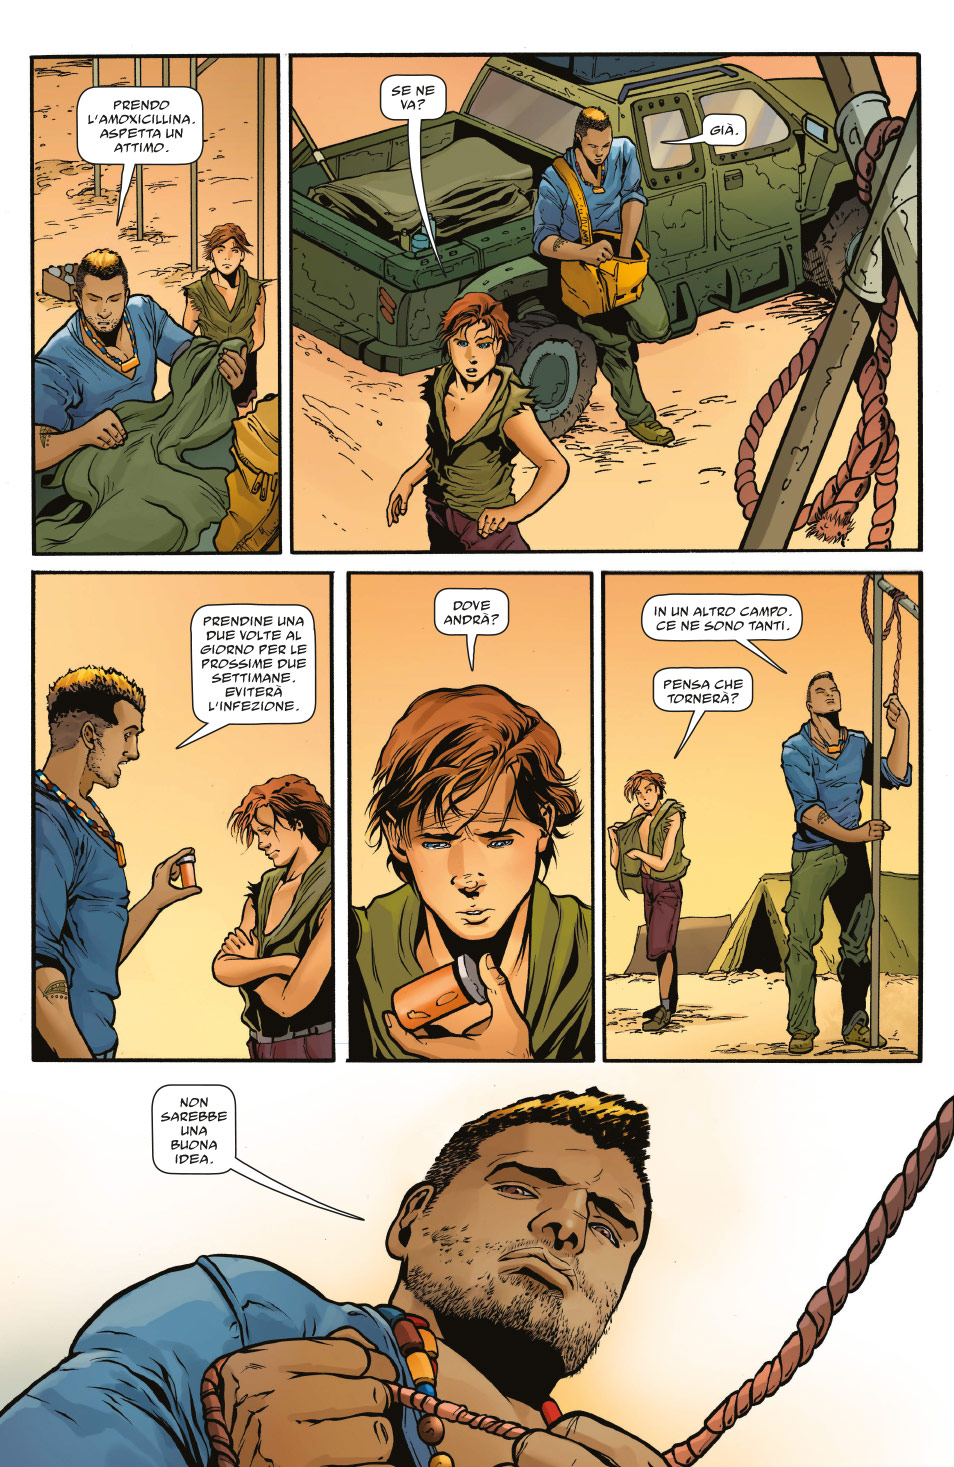 PRENDO
L'AMOXICILLINA.
ASPETTA UN
ATTIMO.
SE NE
VA?
GIÀ.
PRENDINE UNA
DUE VOLTE AL
GIORNO PER LE
PROSSIME DUE
SETTIMANE.
EVITERÀ
L'INFEZIONE.
DOVE
ANDRÀ?
IN UN ALTRO CAMPO.
CE NE SONO TANTI.
PENSA CHE
TORNERÀ?
NON
SAREBBE
UNA
BUONA
IDEA.